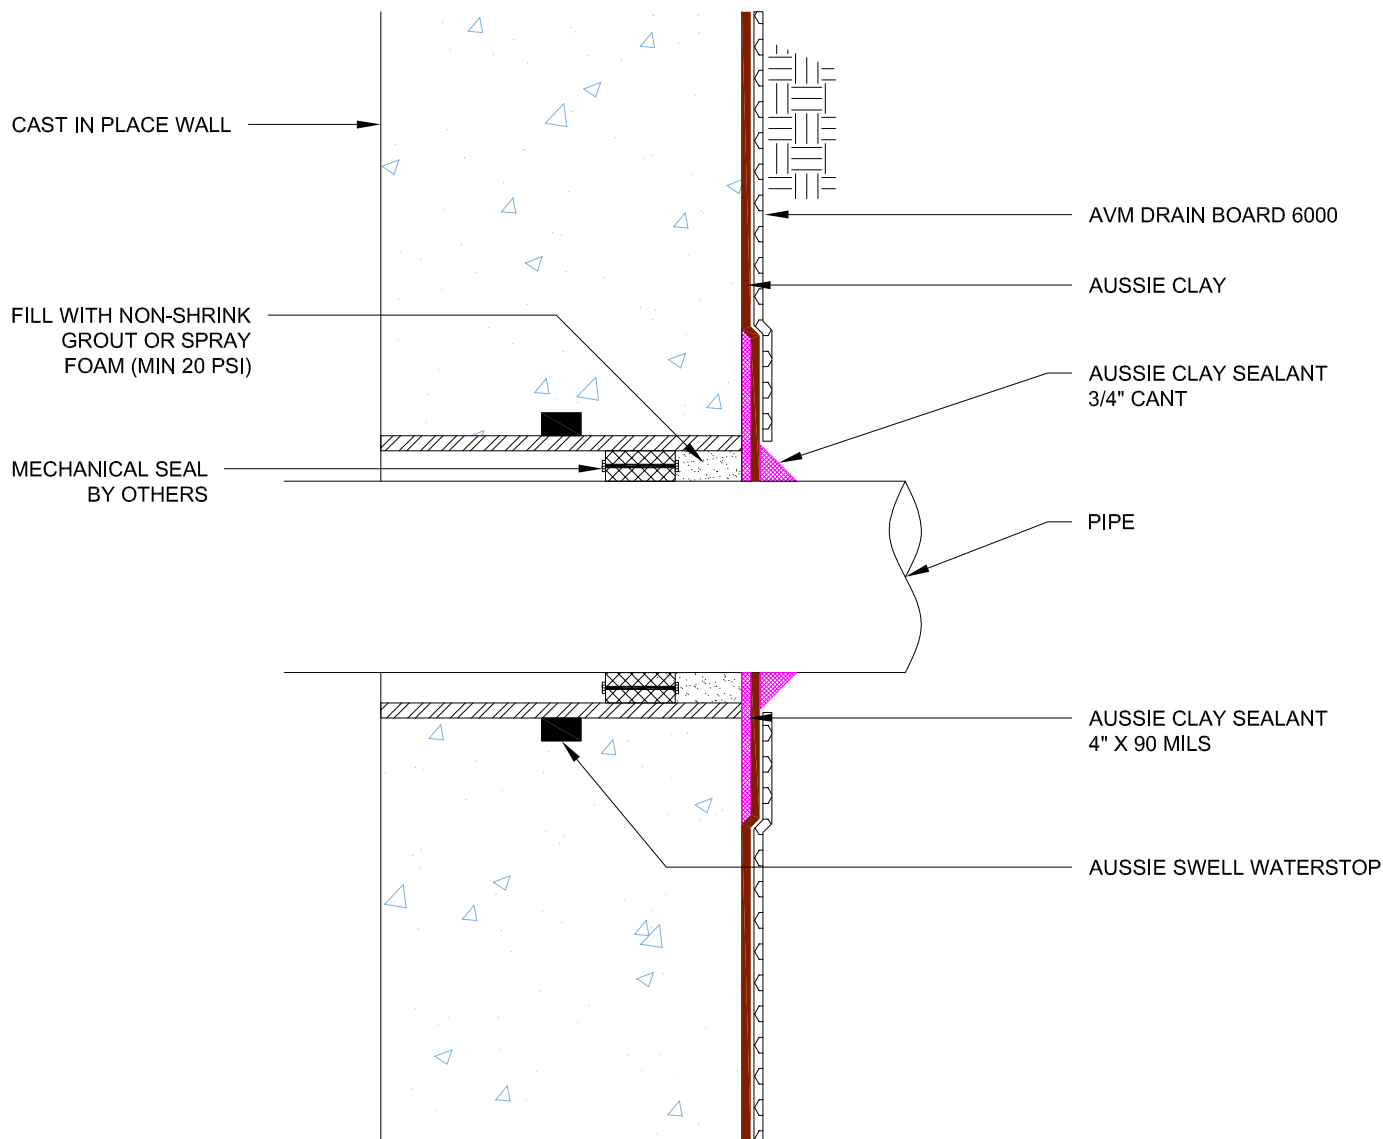 CAST IN PLACE WALL
FILL WITH NON-SHRINK
GROUT OR SPRAY
FOAM (MIN 20 PSI)
MECHANICAL SEAL
BY OTHERS
AVM DRAIN BOARD 6000
AUSSIE CLAY
AUSSIE CLAY SEALANT
3/4" CANT
PIPE
AUSSIE CLAY SEALANT
4" X 90 MILS
AUSSIE SWELL WATERSTOP